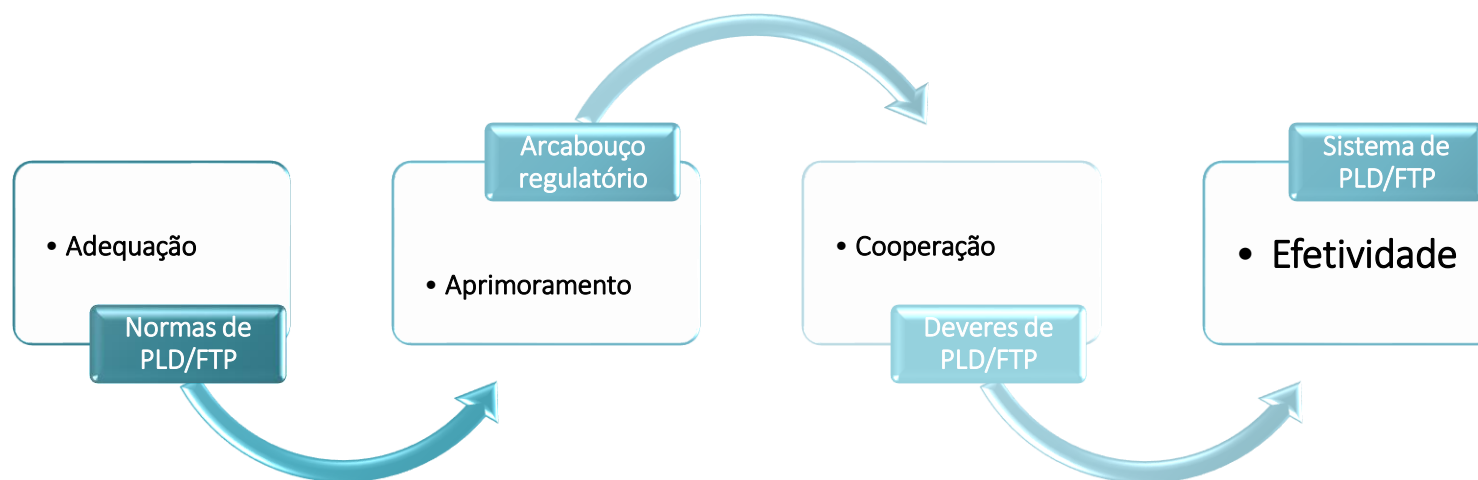 • Adequação
Normas de
PLD/FTP
Arcabouço
regulatório
• Aprimoramento
• Cooperação
Deveres de
PLD/FTP
Sistema de
PLD/FTP
• Efetividade